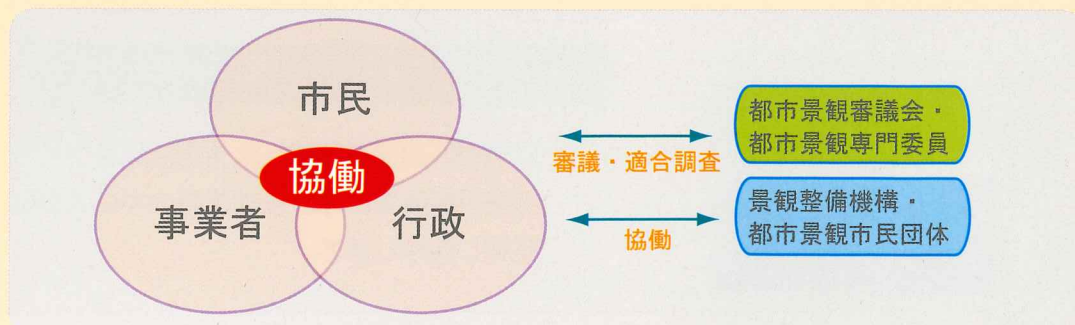 市民
協働
事業者
行政
審議・適合調査
都市景観審議会・
都市景観専門委員
協働
景観整備機構・
都市景観市民団体